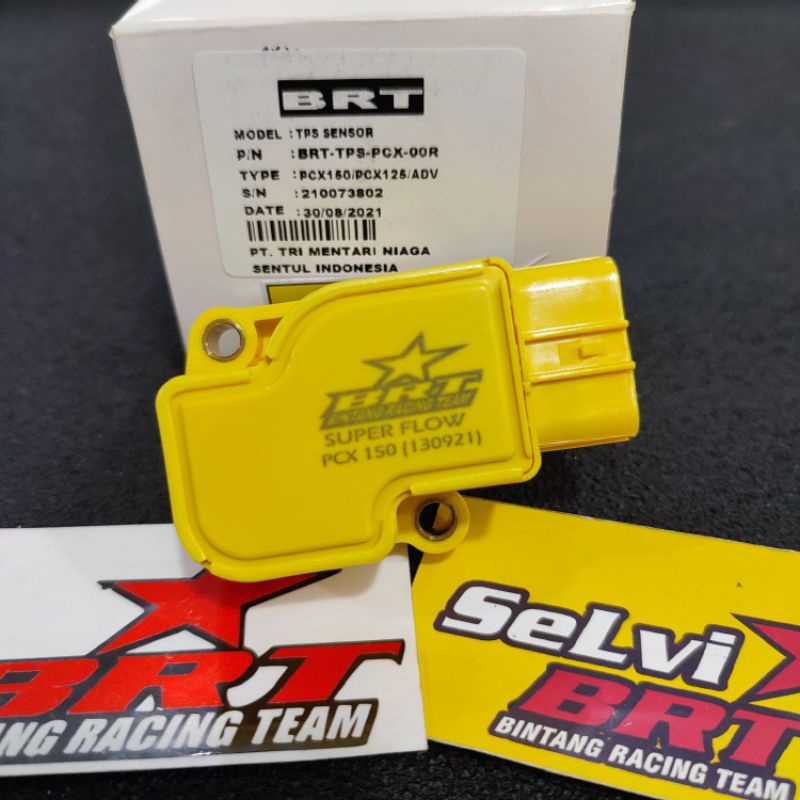 BRT
MODEL : TPS SENSOR
P/N : BRT-TPS-PCX-00R
TYPE : PCX150/PCX125/ADV
S/N : 210073802
DATE : 30/08/2021
PT. TRI MENTARI NIAGA
SENTUL INDONESIA
BRT
BINTANG RACING TEAM
SUPER FLOW
PCX 150 (130921)
BRT
NG RACING TEAM
SeLvi
BRT
BINTANG RACING TEAM